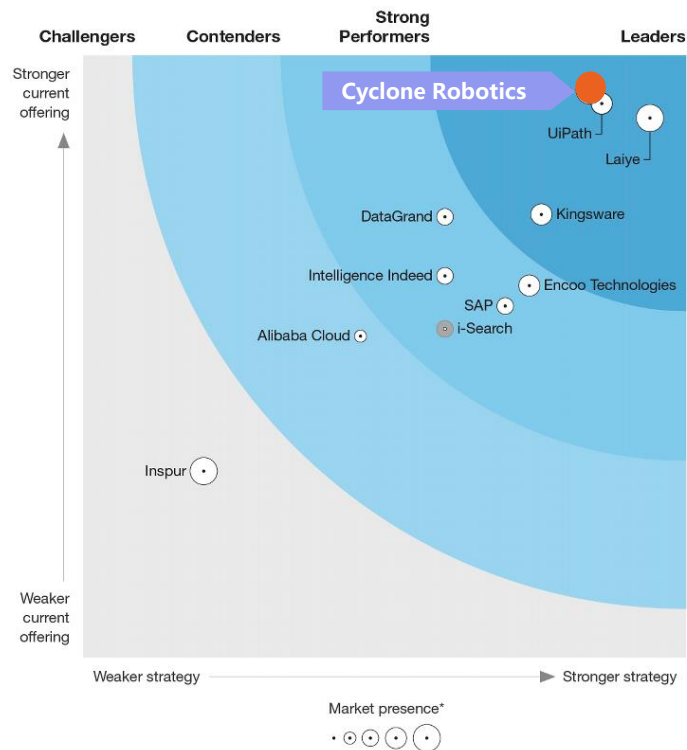 Challengers
Contenders
Strong
Performers
Leaders
Stronger
current
offering
Cyclone Robotics
UiPath
Laiye
DataGrand
Kingsware
Intelligence Indeed
Encoo Technologies
SAP
i-Search
Alibaba Cloud
Inspur
Weaker
current
offering
Weaker strategy
Stronger strategy
Market presence*